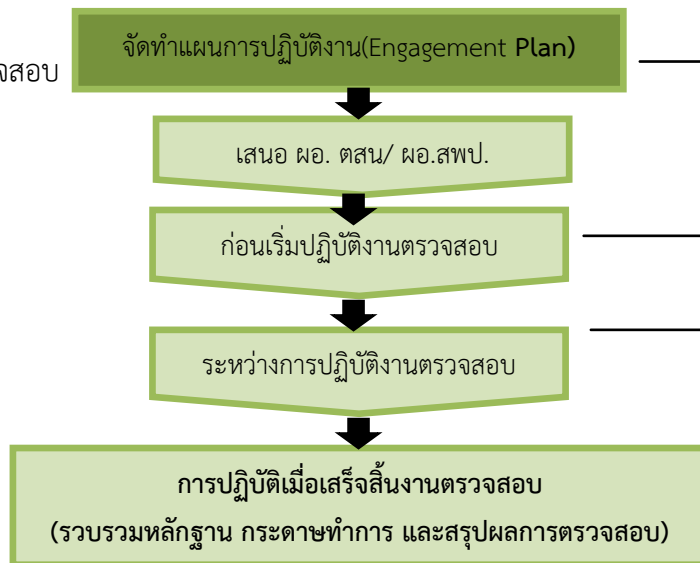 จัดทำแผนการปฏิบัติงาน(Engagement Plan)
จสอบ
เสนอ ผอ. ตสน/ ผอ.สพป.
ก่อนเริ่มปฏิบัติงานตรวจสอบ
ระหว่างการปฏิบัติงานตรวจสอบ
การปฏิบัติเมื่อเสร็จสิ้นงานตรวจสอบ
(รวบรวมหลักฐาน กระดาษทำการ และสรุปผลการตรวจสอบ)